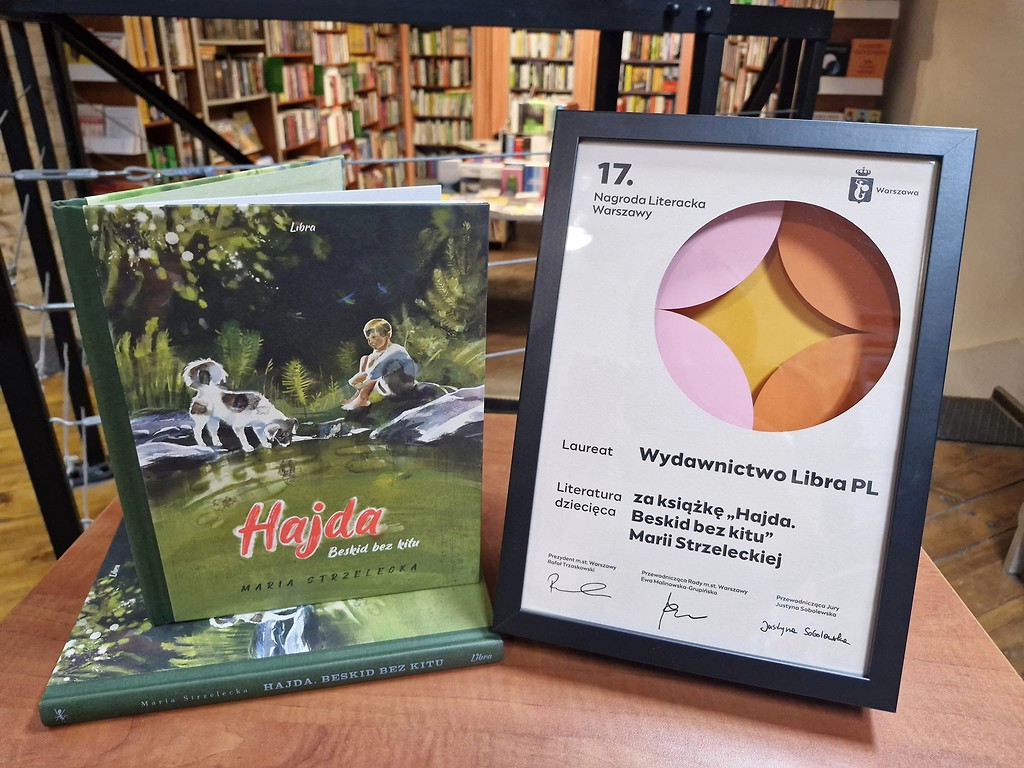 Libra
Hajda
Beskid bez kitu
MARIA STRZELECKA
Libra
Maria Strzelecka HAJDA. BESKID BEZ KITU Libra
17.
Nagroda Literacka
Warszawy
Warszawa
Laureat
Wydawnictwo Libra PL
Literatura
dziecięca
za książkę „Hajda.
Beskid bez kitu”
Marii Strzeleckiej
Prezydent m.st. Warszawy
Rafał Trzaskowski
Przewodnicząca Rady m.st. Warszawy
Ewa Malinowska-Grupińska
Przewodnicząca Jury
Justyna Sobolewska
Justyna Sobolewska